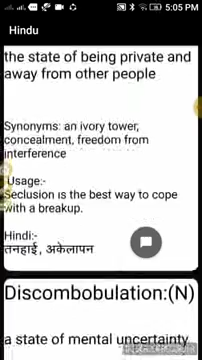 5:05 PM
Hindu
the state of being private and
away from other people
Synonyms: an ivory tower,
concealment, freedom from
interference
Usage:-
Seclusion is the best way to cope
with a breakup.
Hindi:
तनहाई, अकेलापन
Discombobulation:(N)
a state of mental uncertainty